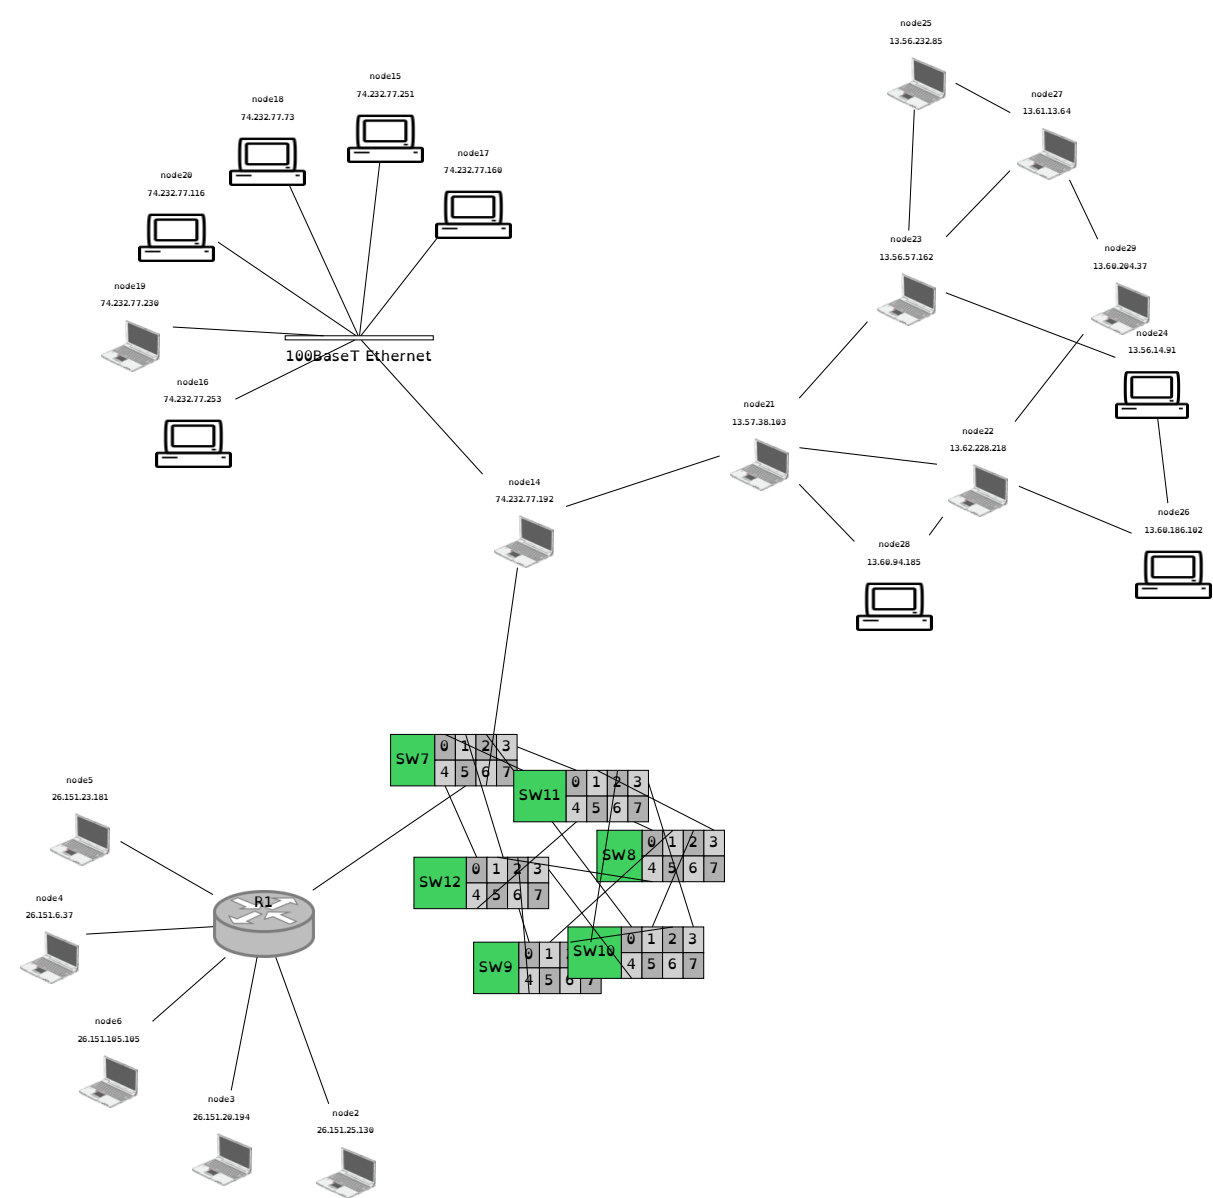 node25
13.56.232.85
node27
13.61.13.64
node15
74.232.77.251
node18
74.232.77.73
node17
74.232.77.160
node20
74.232.77.116
node23
13.56.57.162
node29
13.60.204.37
node19
74.232.77.230
node24
13.56.14.91
100BaseT Ethernet
node16
74.232.77.253
node21
13.57.38.103
node22
13.62.228.218
node14
74.232.77.192
node26
13.60.186.102
node28
13.60.94.185
SW7 0 1 2 3
4 5 6 7
SW11 0 1 2 3
4 5 6 7
SW8 0 1 2 3
4 5 6 7
SW12 0 1 2 3
4 5 6 7
SW9 0 1
4 5 6 7
SW10 0 1 2 3
4 5 6 7
node5
26.151.23.181
node4
26.151.6.37
R1
node6
26.151.105.105
node3
26.151.20.194
node2
26.151.25.130